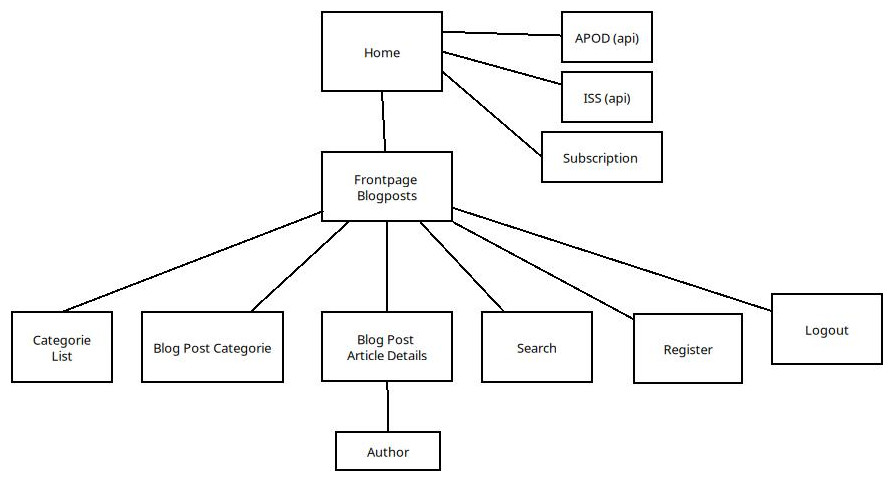 Home
APOD (api)
ISS (api)
Subscription
Frontpage
Blogposts
Categorie
List
Blog Post Categorie
Blog Post
Article Details
Search
Register
Logout
Author